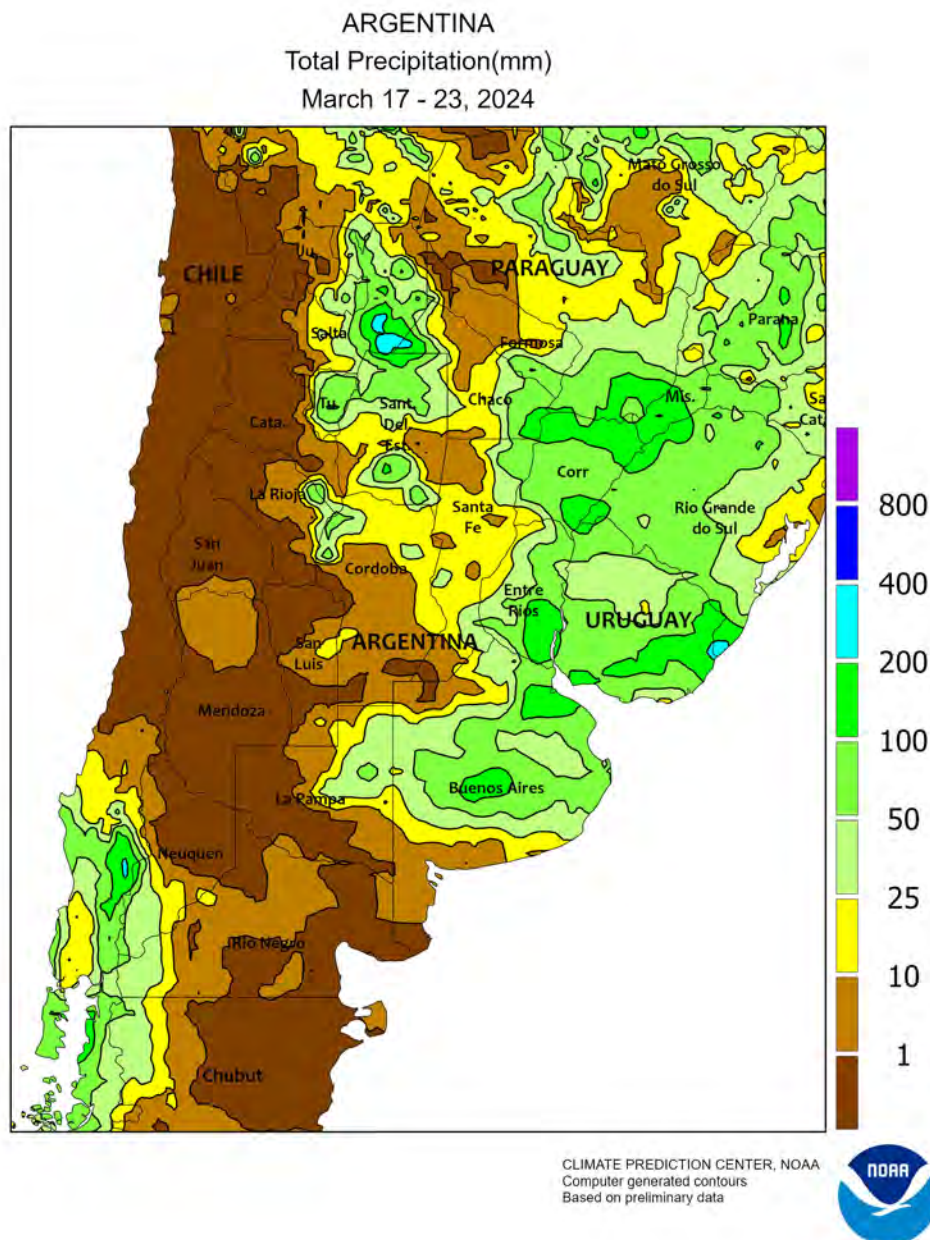 ARGENTINA
Total Precipitation(mm)
March 17 - 23, 2024
Mato Grosso
do Sul
Ju.
CHILE
PARAGUAY
Parana
Salta
Formosa
Tu.
Sant.
Del
Est.
Chaco
Mis.
Sa
Cat.
Cata.
Corr
La Rioja
Santa
Fe
Rio Grande
do Sul
San
Juan
Cordoba
Entre
Rios
URUGUAY
San
Luis
ARGENTINA
Mendoza
La Pampa
Buenos Aires
Neuquen
Rio Negro
Chubut
800
400
200
100
50
25
10
1
CLIMATE PREDICTION CENTER, NOAA
Computer generated contours
Based on preliminary data
NOAA